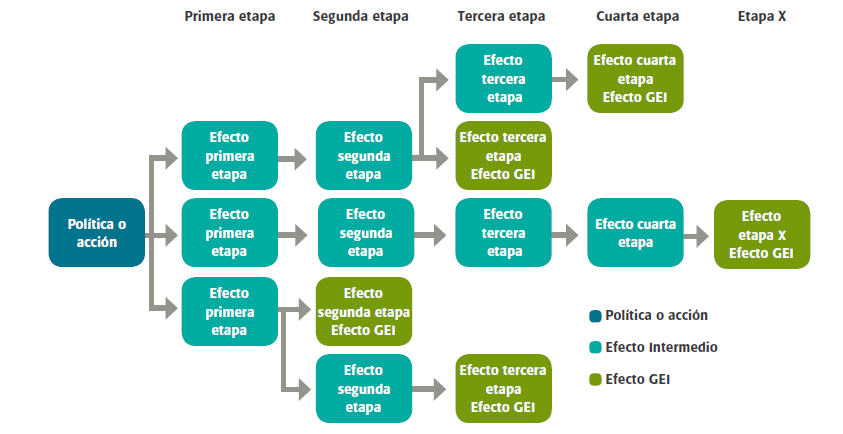 Primera etapa
Segunda etapa
Tercera etapa
Cuarta etapa
Etapa X
Efecto
tercera
etapa
Efecto cuarta
etapa
Efecto GEI
Efecto
primera
etapa
Efecto
segunda
etapa
Efecto tercera
etapa
Efecto GEI
Política o
acción
Efecto
primera
etapa
Efecto
segunda
etapa
Efecto
tercera
etapa
Efecto cuarta
etapa
Efecto
etapa X
Efecto GEI
Efecto
primera
etapa
Efecto
segunda etapa
Efecto GEI
Efecto
segunda
etapa
Efecto tercera
etapa
Efecto GEI
Política o acción
Efecto Intermedio
Efecto GEI